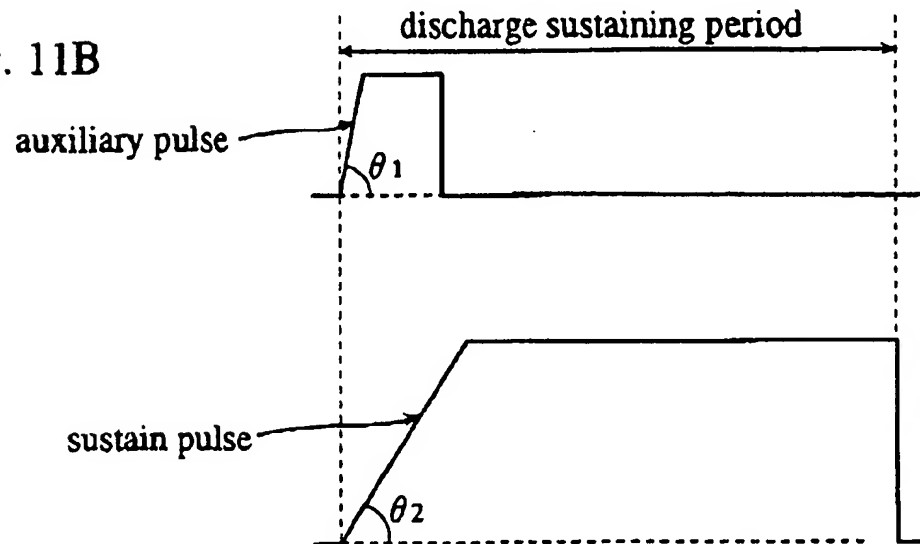 . 11B
discharge sustaining period
auxiliary pulse
θ1
sustain pulse
θ2